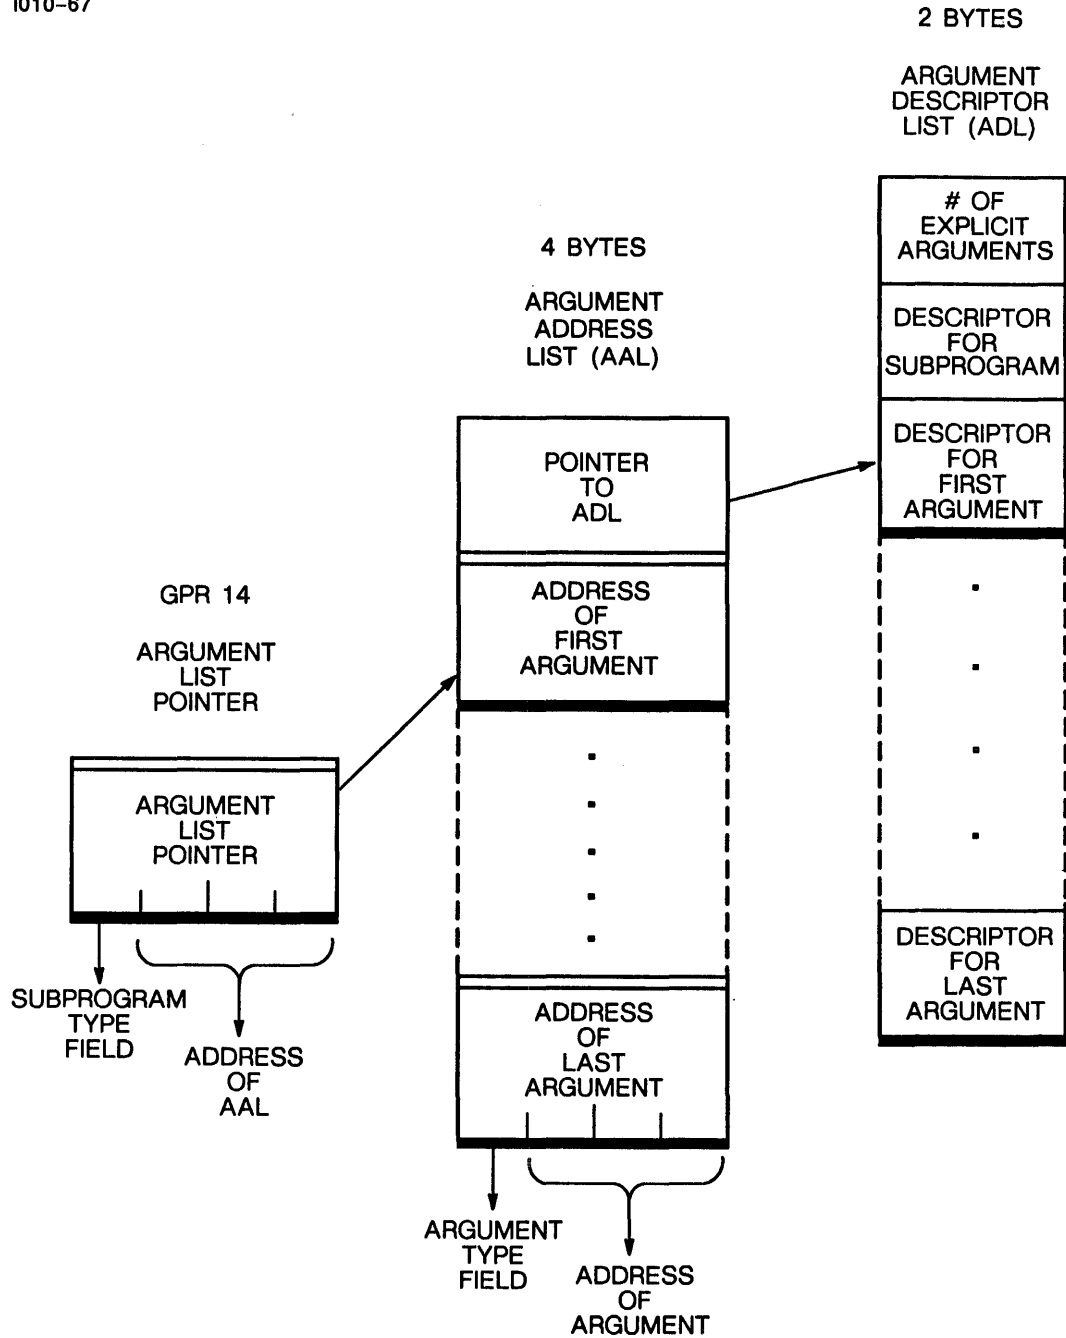 I010-67
2 BYTES
ARGUMENT
DESCRIPTOR
LIST (ADL)
# OF
EXPLICIT
ARGUMENTS
DESCRIPTOR
FOR
SUBPROGRAM
DESCRIPTOR
FOR
FIRST
ARGUMENT
DESCRIPTOR
FOR
LAST
ARGUMENT
4 BYTES
ARGUMENT
ADDRESS
LIST (AAL)
POINTER
TO
ADL
ADDRESS
OF
FIRST
ARGUMENT
ADDRESS
OF
LAST
ARGUMENT
ARGUMENT
TYPE
FIELD
ADDRESS
OF
ARGUMENT
GPR 14
ARGUMENT
LIST
POINTER
ARGUMENT
LIST
POINTER
SUBPROGRAM
TYPE
FIELD
ADDRESS
OF
AAL